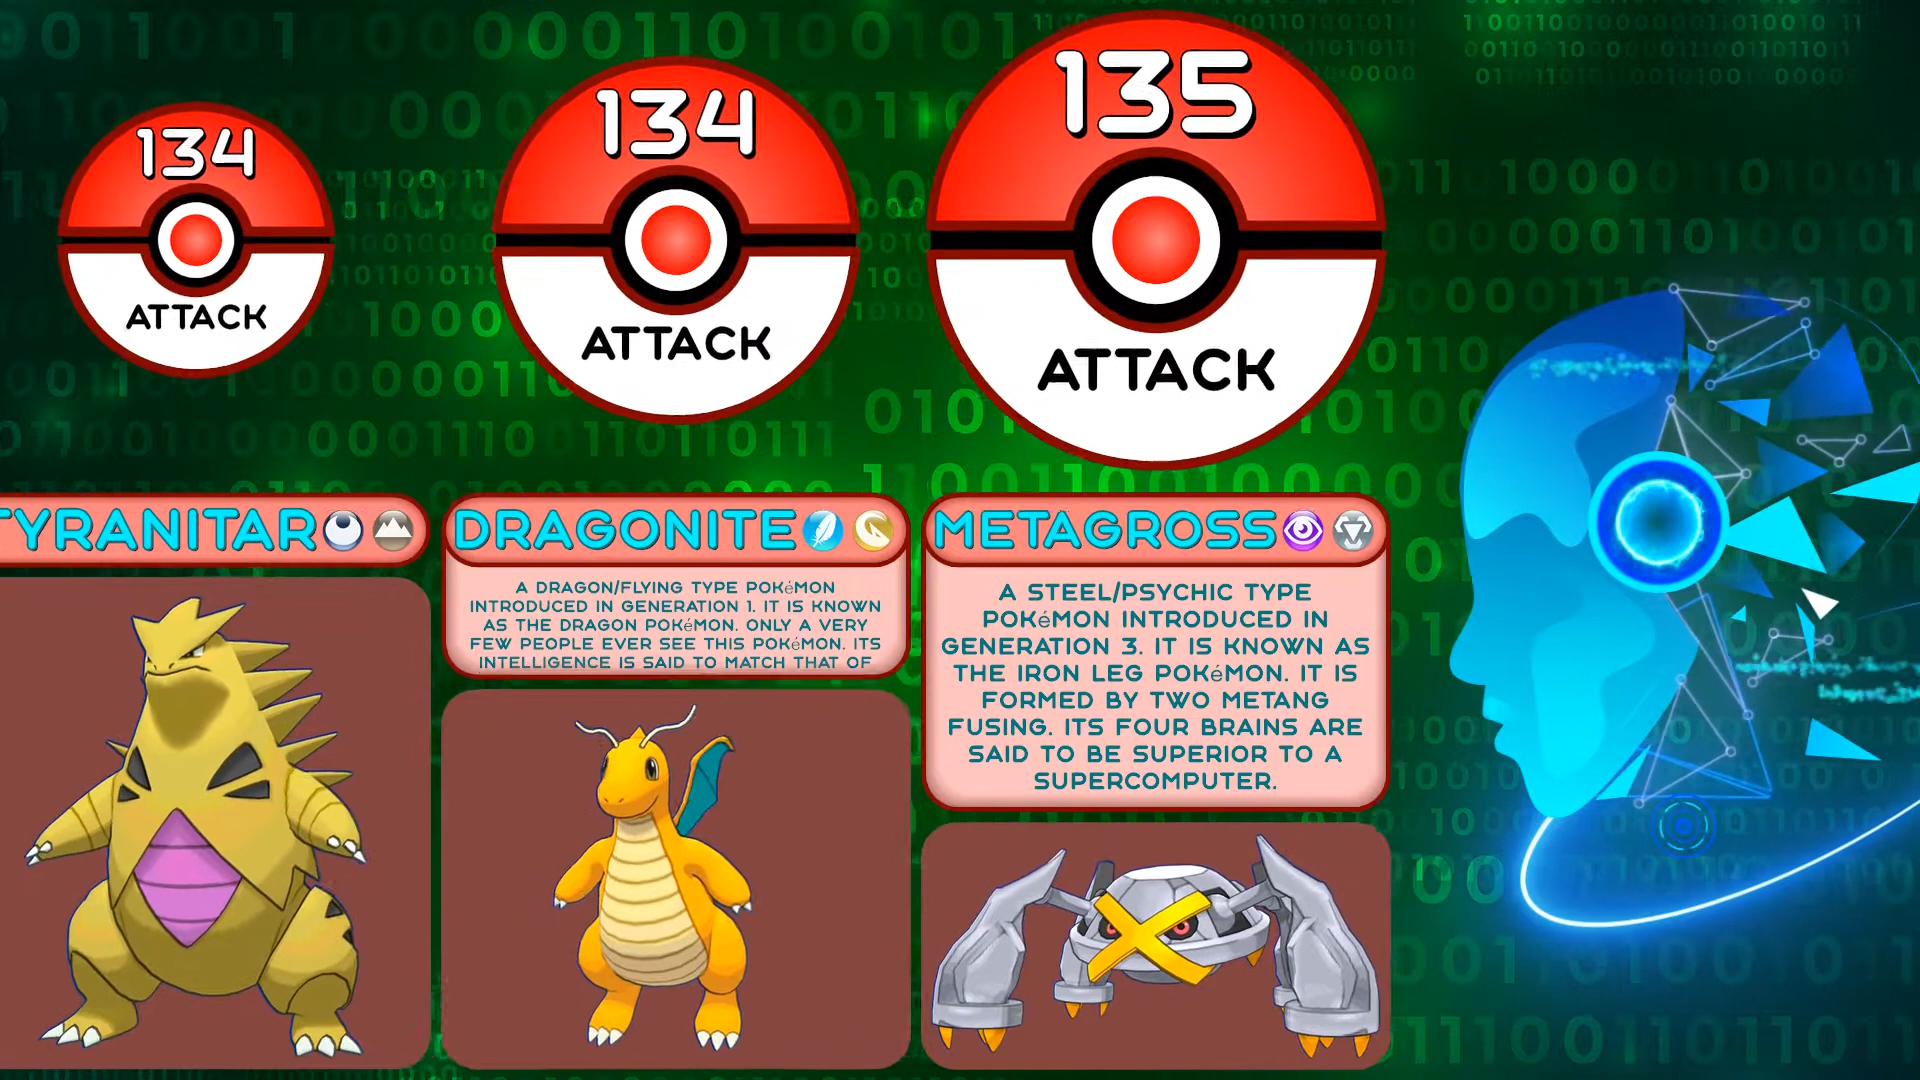 134
ATTACK
134
ATTACK
135
ATTACK
TYRANITAR
DRAGONITE
A DRAGON/FLYING TYPE POKéMON
INTRODUCED IN GENERATION 1. IT IS KNOWN
AS THE DRAGON POKéMON. ONLY A VERY
FEW PEOPLE EVER SEE THIS POKéMON. ITS
INTELLIGENCE IS SAID TO MATCH THAT OF
METAGROSS
A STEEL/PSYCHIC TYPE
POKéMON INTRODUCED IN
GENERATION 3. IT IS KNOWN AS
THE IRON LEG POKéMON. IT IS
FORMED BY TWO METANG
FUSING. ITS FOUR BRAINS ARE
SAID TO BE SUPERIOR TO A
SUPERCOMPUTER.